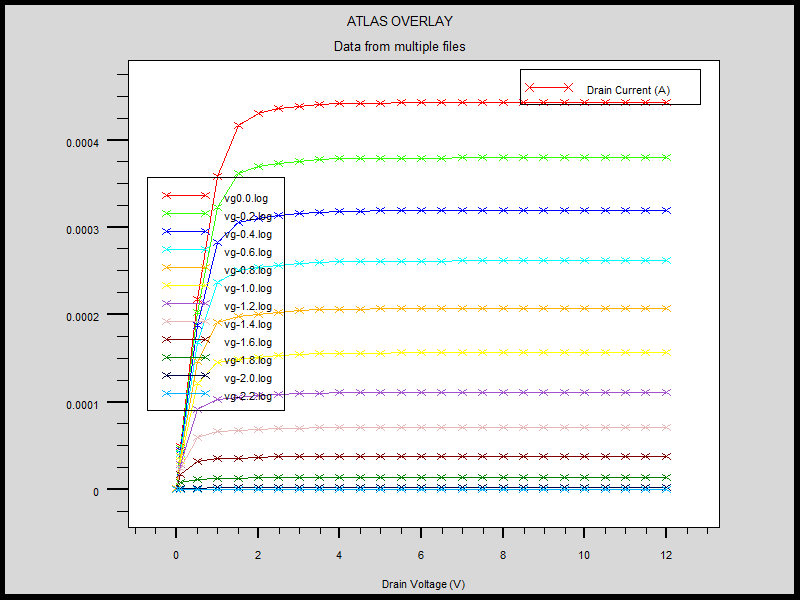 ATLAS OVERLAY
Data from multiple files
Drain Current (A)
0.0004
0.0003
0.0002
0.0001
0
vg0.0.log
vg-0.2.log
vg-0.4.log
vg-0.6.log
vg-0.8.log
vg-1.0.log
vg-1.2.log
vg-1.4.log
vg-1.6.log
vg-1.8.log
vg-2.0.log
vg-2.2.log
0 2 4 6 8 10 12
Drain Voltage (V)